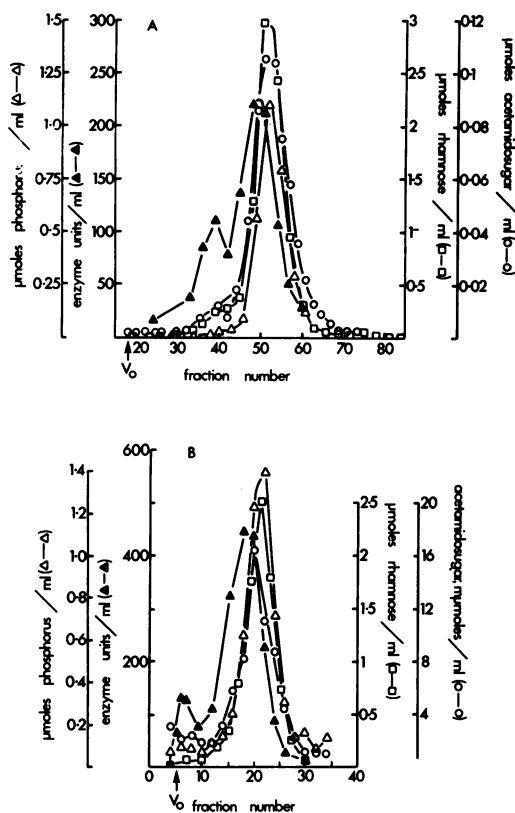 A
1·5
1·25
1·0
0·75
0·5
0·25
µmoles phosphorus /ml (△—△)
300
250
200
150
100
50
enzyme units/ml (▲—▲)
3
2·5
2
1·5
1
0·5
µmoles rhamnose /ml (□—□)
0·12
0·1
0·08
0·06
0·04
0·02
µmoles acetamidosugar /ml (o—o)
20 30 40 50 60 70 80
V₀
fraction number
B
1·4
1·2
1·0
0·8
0·6
0·4
0·2
µmoles phosphorus /ml (△—△)
600
400
200
enzyme units/ml (▲—▲)
2·5
2
1·5
1
0·5
µmoles rhamnose /ml (□—□)
20
16
12
8
4
acetamidosugar, mµmoles /ml (o—o)
0 10 20 30 40
V₀ fraction number